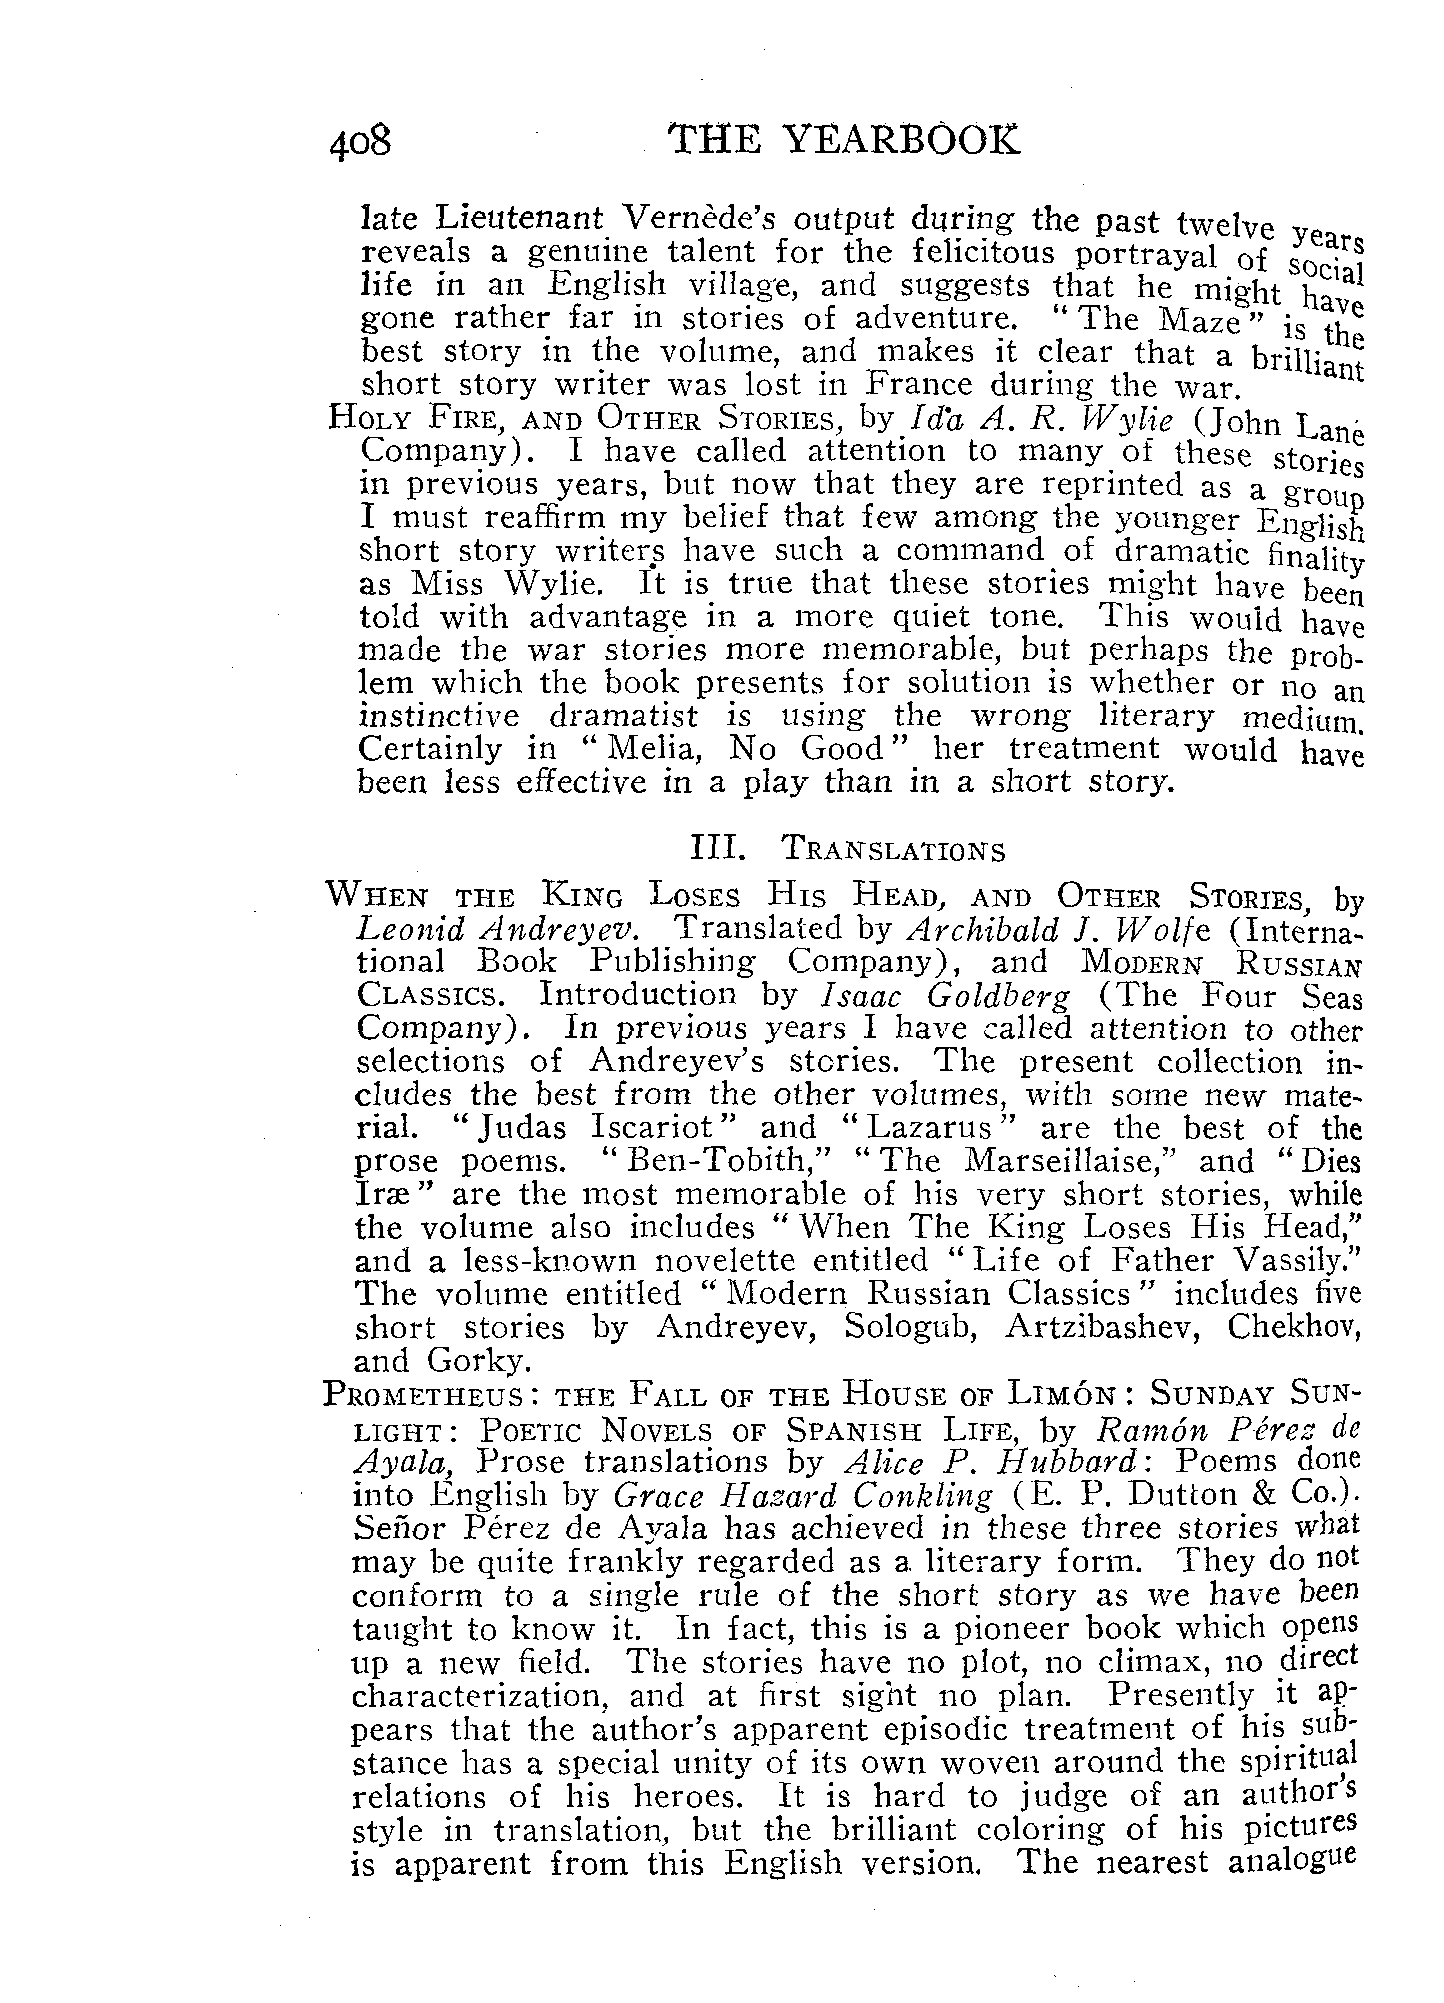 408 THE YEARBOOK
late Lieutenant Vernède's output during the past twelve years
reveals a genuine talent for the felicitous portrayal of social
life in an English village, and suggests that he might have
gone rather far in stories of adventure. "The Maze" is the
best story in the volume, and makes it clear that a brilliant
short story writer was lost in France during the war.
HOLY FIRE, AND OTHER STORIES, by Ida A. R. Wylie (John Lane
Company). I have called attention to many of these stories
in previous years, but now that they are reprinted as a group
I must reaffirm my belief that few among the younger English
short story writers have such a command of dramatic finality
as Miss Wylie. It is true that these stories might have been
told with advantage in a more quiet tone. This would have
made the war stories more memorable, but perhaps the prob-
lem which the book presents for solution is whether or no an
instinctive dramatist is using the wrong literary medium.
Certainly in "Melia, No Good" her treatment would have
been less effective in a play than in a short story.
III. TRANSLATIONS
WHEN THE KING LOSES HIS HEAD, AND OTHER STORIES, by
Leonid Andreyev. Translated by Archibald J. Wolfe (Interna-
tional Book Publishing Company), and MODERN RUSSIAN
CLASSICS. Introduction by Isaac Goldberg (The Four Seas
Company). In previous years I have called attention to other
selections of Andreyev's stories. The present collection in-
cludes the best from the other volumes, with some new mate-
rial. "Judas Iscariot" and "Lazarus" are the best of the
prose poems. "Ben-Tobith," "The Marseillaise," and "Dies
Iræ" are the most memorable of his very short stories, while
the volume also includes "When The King Loses His Head,"
and a less-known novelette entitled "Life of Father Vassily."
The volume entitled "Modern Russian Classics" includes five
short stories by Andreyev, Sologub, Artzibashev, Chekhov,
and Gorky.
PROMETHEUS: THE FALL OF THE HOUSE OF LIMÓN: SUNDAY SUN-
LIGHT: POETIC NOVELS OF SPANISH LIFE, by Ramón Pérez de
Ayala, Prose translations by Alice P. Hubbard: Poems done
into English by Grace Hazard Conkling (E. P. Dutton & Co.).
Señor Pérez de Ayala has achieved in these three stories what
may be quite frankly regarded as a literary form. They do not
conform to a single rule of the short story as we have been
taught to know it. In fact, this is a pioneer book which opens
up a new field. The stories have no plot, no climax, no direct
characterization, and at first sight no plan. Presently it ap-
pears that the author's apparent episodic treatment of his sub-
stance has a special unity of its own woven around the spiritual
relations of his heroes. It is hard to judge of an author's
style in translation, but the brilliant coloring of his pictures
is apparent from this English version. The nearest analogue